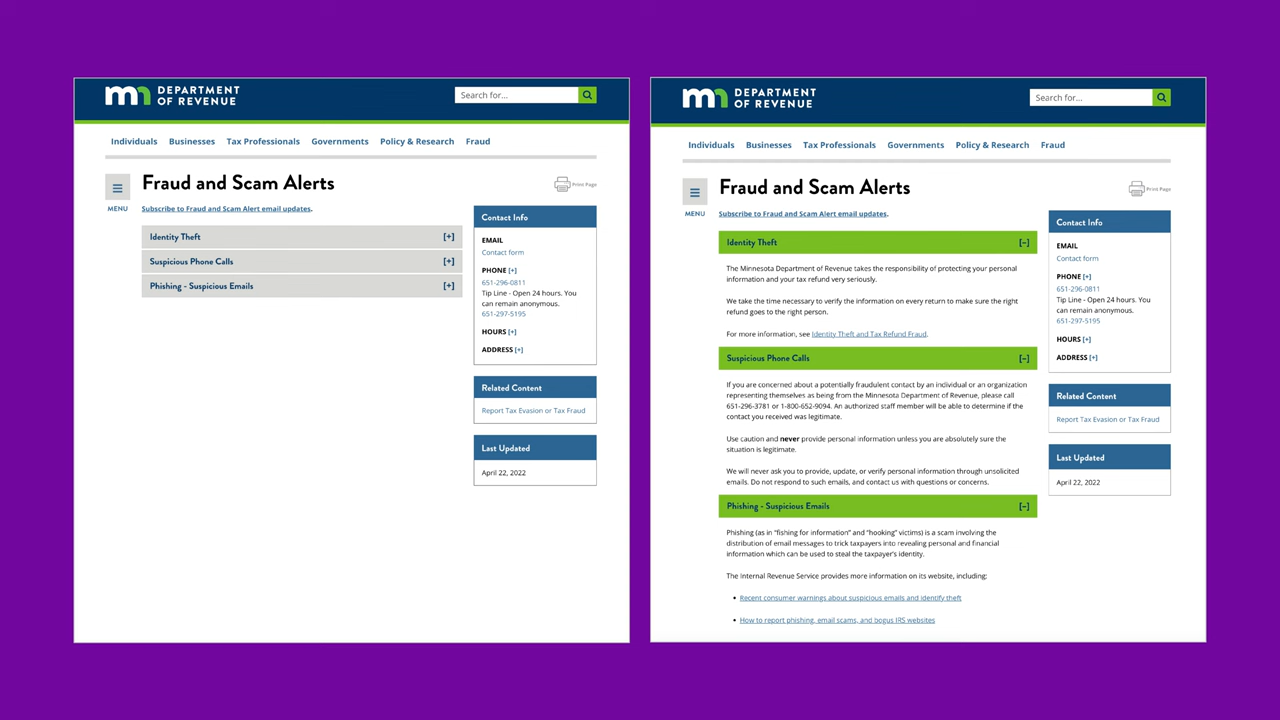 mn DEPARTMENT
OF REVENUE
Search for...
Individuals Businesses Tax Professionals Governments Policy & Research Fraud
MENU
Fraud and Scam Alerts
Print Page
Subscribe to Fraud and Scam Alert email updates.
Identity Theft [+]
Suspicious Phone Calls [+]
Phishing - Suspicious Emails [+]
Contact Info
EMAIL
Contact form
PHONE [+]
651-296-0811
Tip Line - Open 24 hours. You
can remain anonymous.
651-297-5195
HOURS [+]
ADDRESS [+]
Related Content
Report Tax Evasion or Tax Fraud
Last Updated
April 22, 2022
mn DEPARTMENT
OF REVENUE
Search for...
Individuals Businesses Tax Professionals Governments Policy & Research Fraud
MENU
Fraud and Scam Alerts
Print Page
Subscribe to Fraud and Scam Alert email updates.
Identity Theft [–]
The Minnesota Department of Revenue takes the responsibility of protecting your personal
information and your tax refund very seriously.
We take the time necessary to verify the information on every return to make sure the right
refund goes to the right person.
For more information, see Identity Theft and Tax Refund Fraud.
Suspicious Phone Calls [–]
If you are concerned about a potentially fraudulent contact by an individual or an organization
representing themselves as being from the Minnesota Department of Revenue, please call
651-296-3781 or 1-800-652-9094. An authorized staff member will be able to determine if the
contact you received was legitimate.
Use caution and never provide personal information unless you are absolutely sure the
situation is legitimate.
We will never ask you to provide, update, or verify personal information through unsolicited
emails. Do not respond to such emails, and contact us with questions or concerns.
Phishing - Suspicious Emails [–]
Phishing (as in “fishing for information” and “hooking” victims) is a scam involving the
distribution of email messages to trick taxpayers into revealing personal and financial
information which can be used to steal the taxpayer’s identity.
The Internal Revenue Service provides more information on its website, including:
• Recent consumer warnings about suspicious emails and identify theft
• How to report phishing, email scams, and bogus IRS websites
Contact Info
EMAIL
Contact form
PHONE [+]
651-296-0811
Tip Line - Open 24 hours. You
can remain anonymous.
651-297-5195
HOURS [+]
ADDRESS [+]
Related Content
Report Tax Evasion or Tax Fraud
Last Updated
April 22, 2022